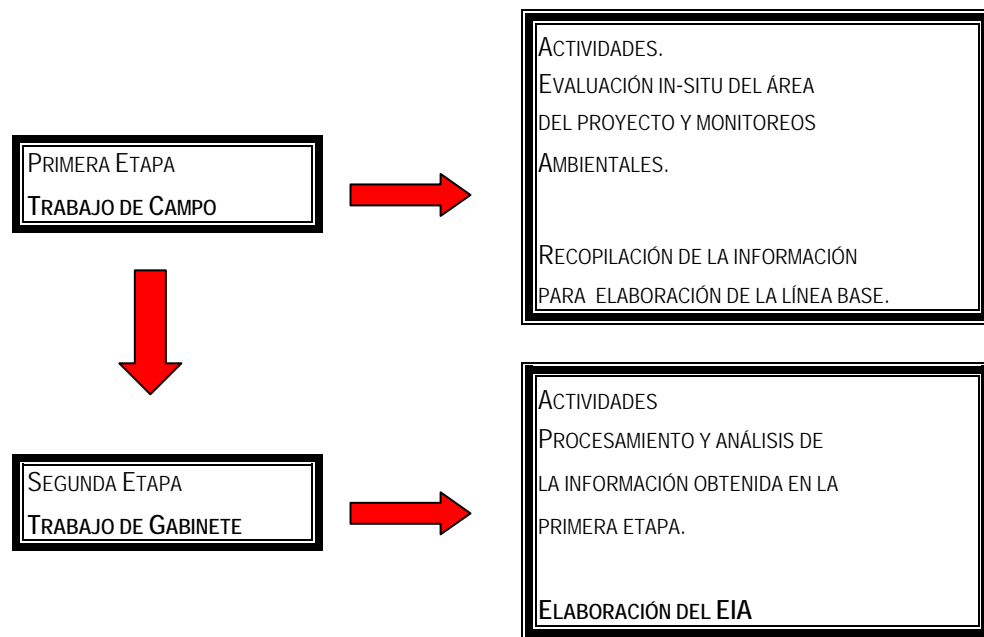 PRIMERA ETAPA
TRABAJO DE CAMPO
ACTIVIDADES.
EVALUACIÓN IN-SITU DEL ÁREA
DEL PROYECTO Y MONITOREOS
AMBIENTALES.
RECOPILACIÓN DE LA INFORMACIÓN
PARA ELABORACIÓN DE LA LÍNEA BASE.
SEGUNDA ETAPA
TRABAJO DE GABINETE
ACTIVIDADES
PROCESAMIENTO Y ANÁLISIS DE
LA INFORMACIÓN OBTENIDA EN LA
PRIMERA ETAPA.
ELABORACIÓN DEL EIA